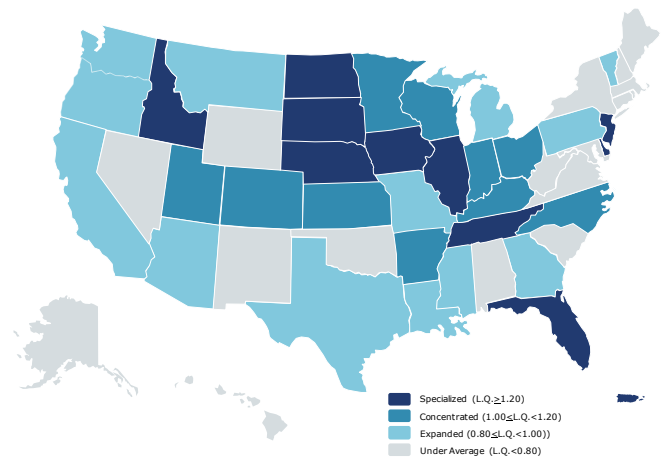 Specialized (L.Q.≥1.20)
Concentrated (1.00≤L.Q.<1.20)
Expanded (0.80≤L.Q.<1.00))
Under Average (L.Q.<0.80)